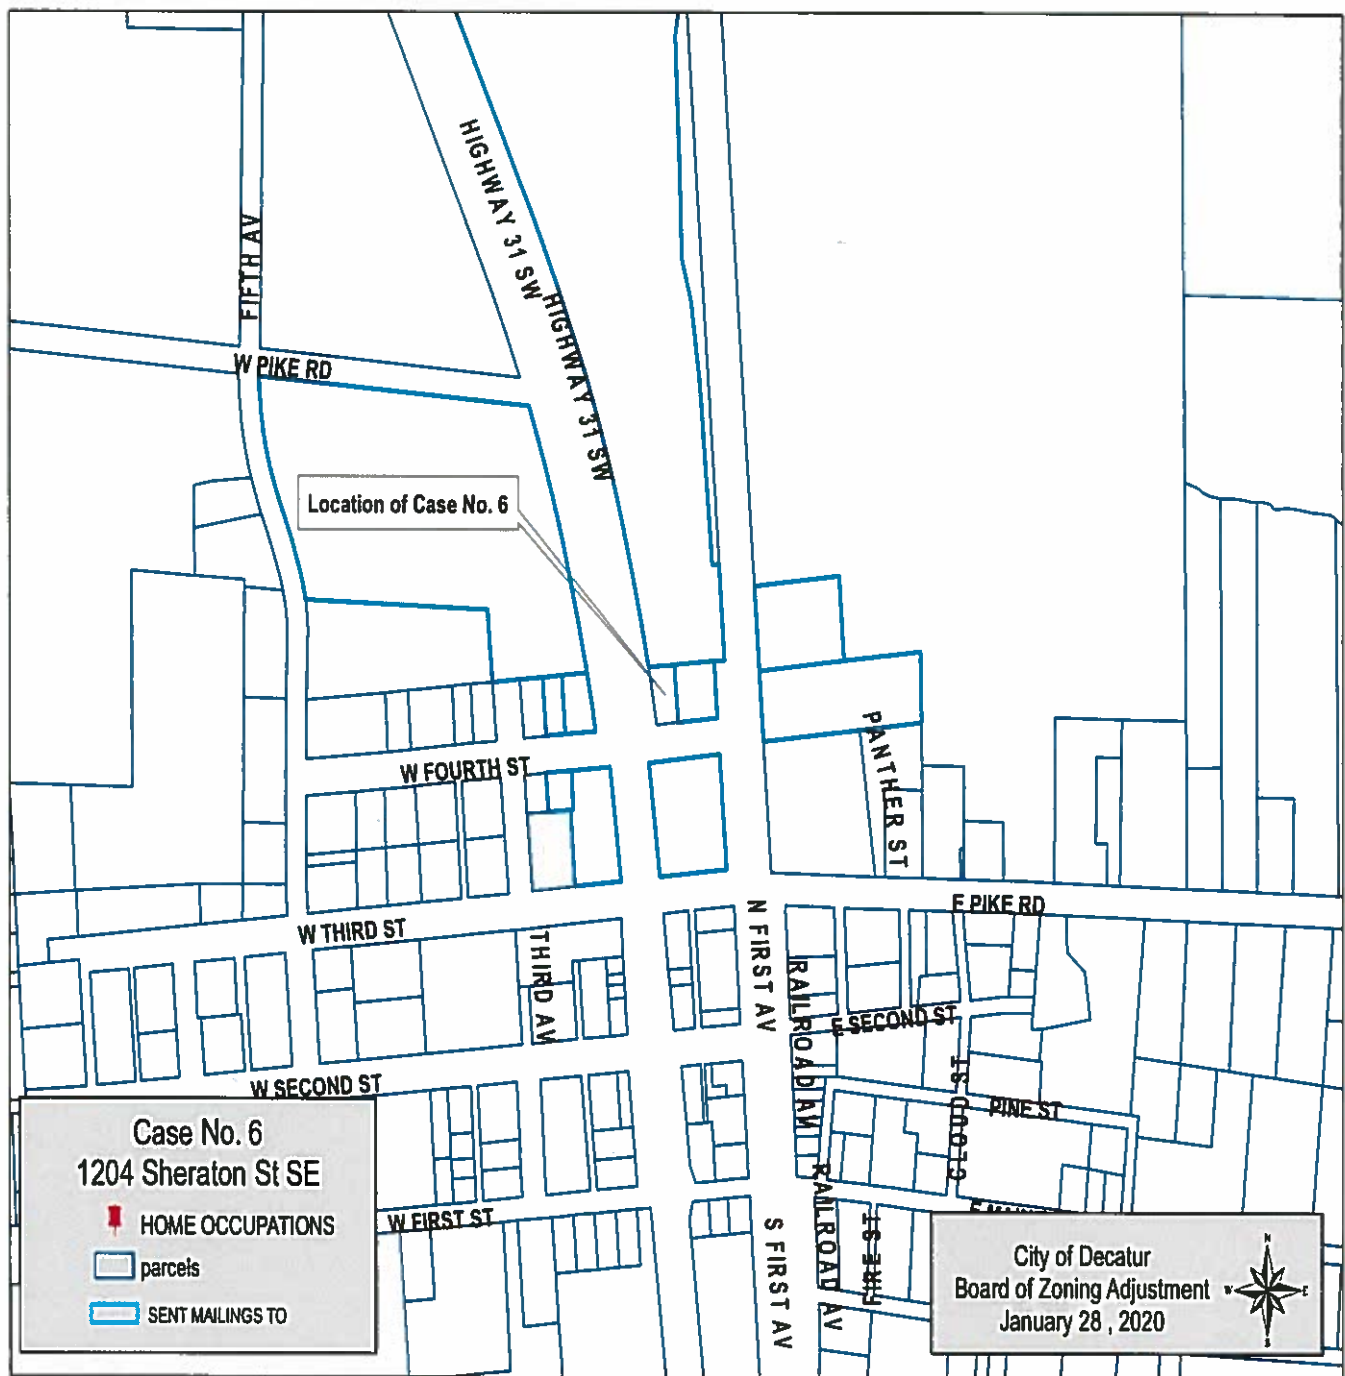 HIGHWAY 31 SW
HIGHWAY 31 SW
FIFTH AV
W PIKE RD
Location of Case No. 6
PANTHER ST
W FOURTH ST
E PIKE RD
W THIRD ST
THIRD AV
N FIRST AV
RAILROAD AV
E SECOND ST
W SECOND ST
CLOUD ST
PINE ST
W FIRST ST
S FIRST AV
RAILROAD AV
Case No. 6
1204 Sheraton St SE
HOME OCCUPATIONS
parcels
SENT MAILINGS TO
City of Decatur
Board of Zoning Adjustment
January 28 , 2020
N
W
E
S